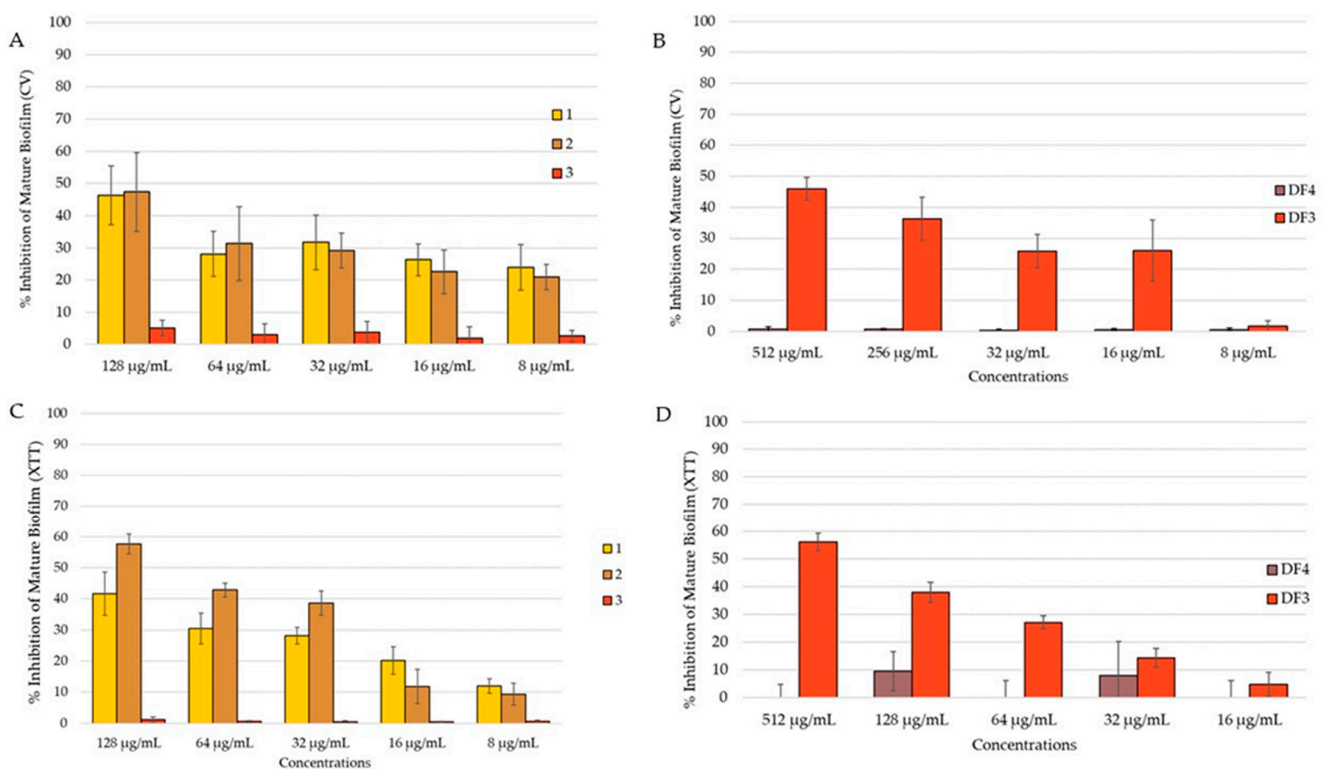 A
% Inhibition of Mature Biofilm (CV)
100
90
80
70
60
50
40
30
20
10
0
128 µg/mL 64 µg/mL 32 µg/mL 16 µg/mL 8 µg/mL
1
2
3
B
% Inhibition of Mature Biofilm (CV)
100
90
80
70
60
50
40
30
20
10
0
512 µg/mL 256 µg/mL 32 µg/mL 16 µg/mL 8 µg/mL
Concentrations
DF4
DF3
C
% Inhibition of Mature Biofilm (XTT)
100
90
80
70
60
50
40
30
20
10
0
128 µg/mL 64 µg/mL 32 µg/mL 16 µg/mL 8 µg/mL
Concentrations
1
2
3
D
% Inhibition of Mature Biofilm (XTT)
100
90
80
70
60
50
40
30
20
10
0
512 µg/mL 128 µg/mL 64 µg/mL 32 µg/mL 16 µg/mL
Concentrations
DF4
DF3